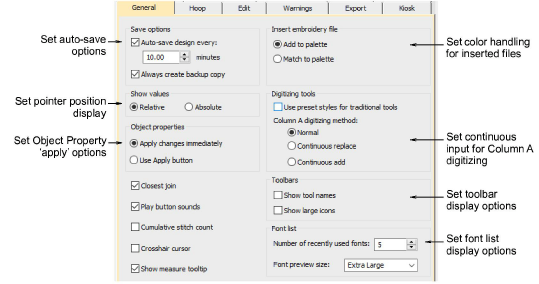 General Hoop Edit Warnings Export Kiosk
Save options
Auto-save design every:
10.00 minutes
Always create backup copy
Insert embroidery file
Add to palette
Match to palette
Set auto-save
options
Set color handling
for inserted files
Show values
Relative Absolute
Set pointer position
display
Object properties
Apply changes immediately
Use Apply button
Set Object Property
'apply' options
Digitizing tools
Use preset styles for traditional tools
Column A digitizing method:
Normal
Continuous replace
Continuous add
Set continuous
input for Column A
digitizing
Closest join
Play button sounds
Cumulative stitch count
Crosshair cursor
Show measure tooltip
Toolbars
Show tool names
Show large icons
Set toolbar
display options
Font list
Number of recently used fonts: 5
Font preview size: Extra Large
Set font list
display options